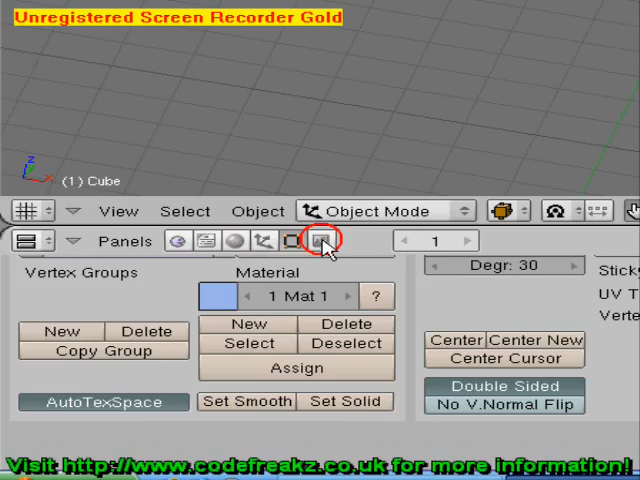 Unregistered Screen Recorder Gold
z
y
x
(1) Cube
View Select Object Object Mode
Panels 1
Vertex Groups Material Degr: 30 Sticky
1 Mat 1 ? UV T
Verte
New Delete New Delete
Copy Group Select Deselect Center Center New
Assign Center Cursor
AutoTexSpace Set Smooth Set Solid Double Sided
No V.Normal Flip
Visit http://www.codefreakz.co.uk for more information!